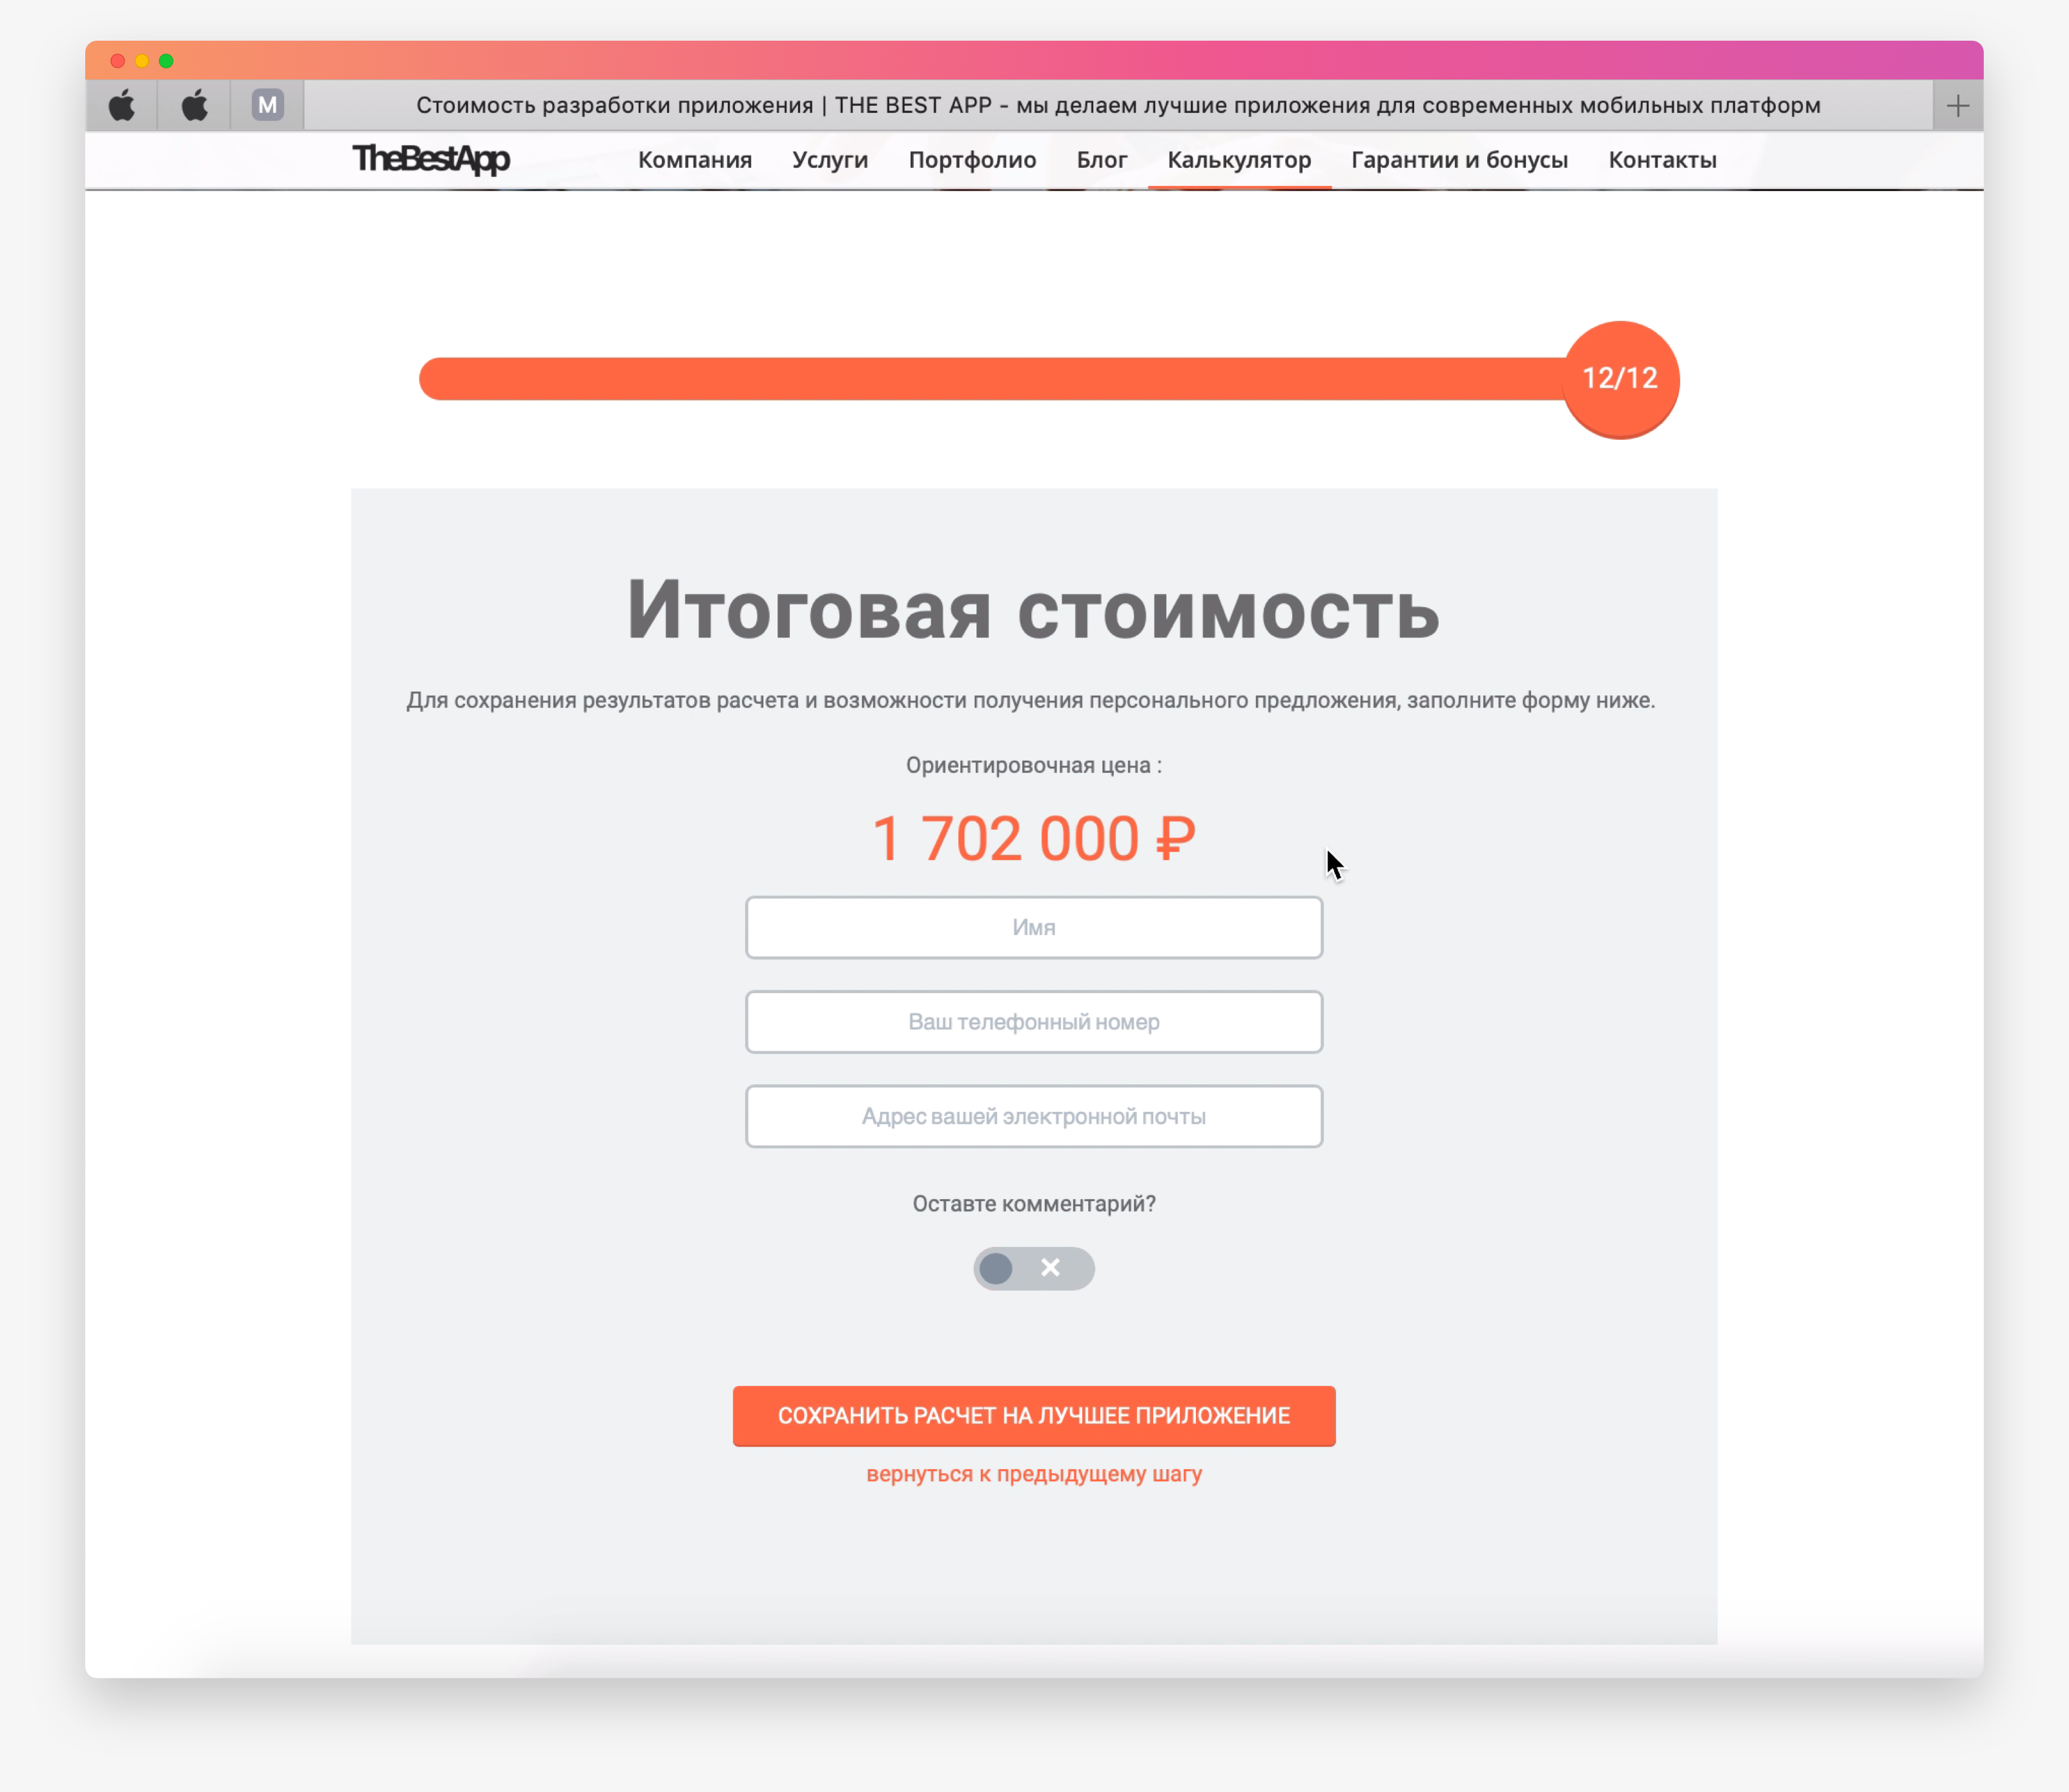 M
Стоимость разработки приложения | THE BEST APP - мы делаем лучшие приложения для современных мобильных платформ
TheBestApp
Компания Услуги Портфолио Блог Калькулятор Гарантии и бонусы Контакты
12/12
Итоговая стоимость
Для сохранения результатов расчета и возможности получения персонального предложения, заполните форму ниже.
Ориентировочная цена :
1 702 000 ₽
Имя
Ваш телефонный номер
Адрес вашей электронной почты
Оставте комментарий?
СОХРАНИТЬ РАСЧЕТ НА ЛУЧШЕЕ ПРИЛОЖЕНИЕ
вернуться к предыдущему шагу